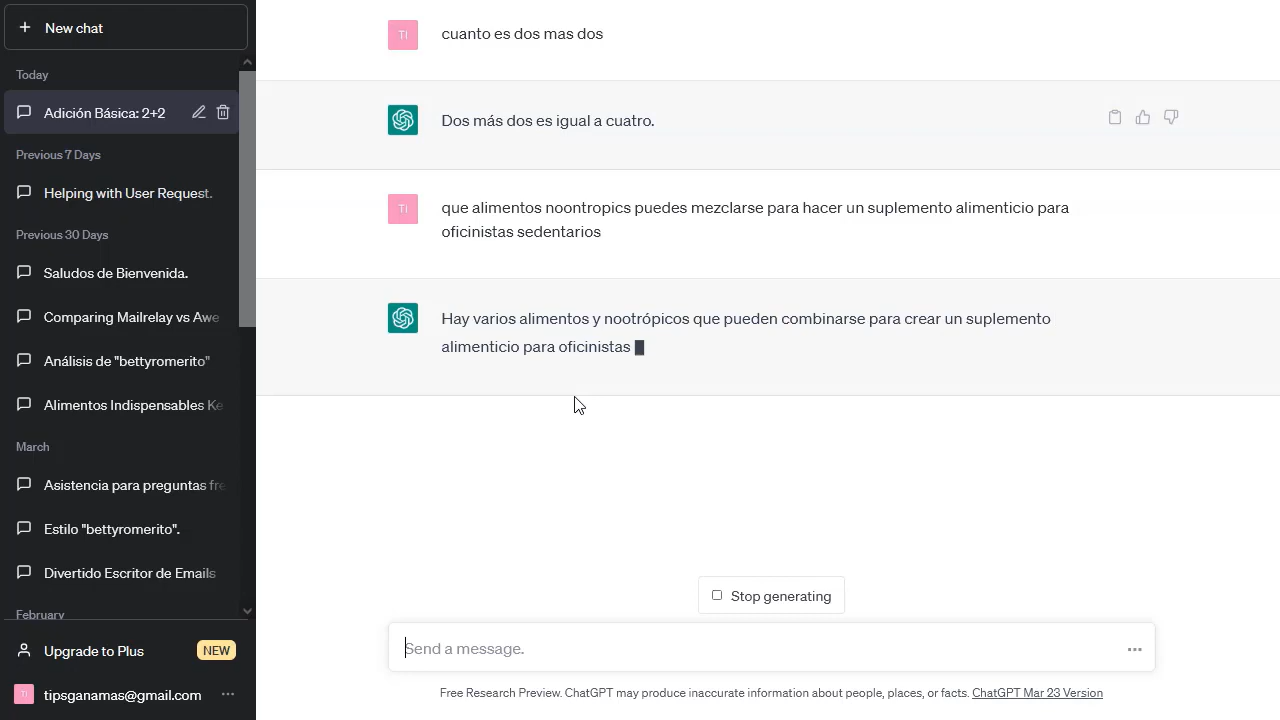 New chat
Today
Adición Básica: 2+2
Previous 7 Days
Helping with User Request.
Previous 30 Days
Saludos de Bienvenida.
Comparing Mailrelay vs Awe
Análisis de "bettyromerito"
Alimentos Indispensables Ke
March
Asistencia para preguntas fre
Estilo "bettyromerito".
Divertido Escritor de Emails
February
Upgrade to Plus NEW
TI tipsganamas@gmail.com
TI cuanto es dos mas dos
Dos más dos es igual a cuatro.
TI que alimentos noontropics puedes mezclarse para hacer un suplemento alimenticio para
oficinistas sedentarios
Hay varios alimentos y nootrópicos que pueden combinarse para crear un suplemento
alimenticio para oficinistas
Stop generating
Send a message.
Free Research Preview. ChatGPT may produce inaccurate information about people, places, or facts. ChatGPT Mar 23 Version